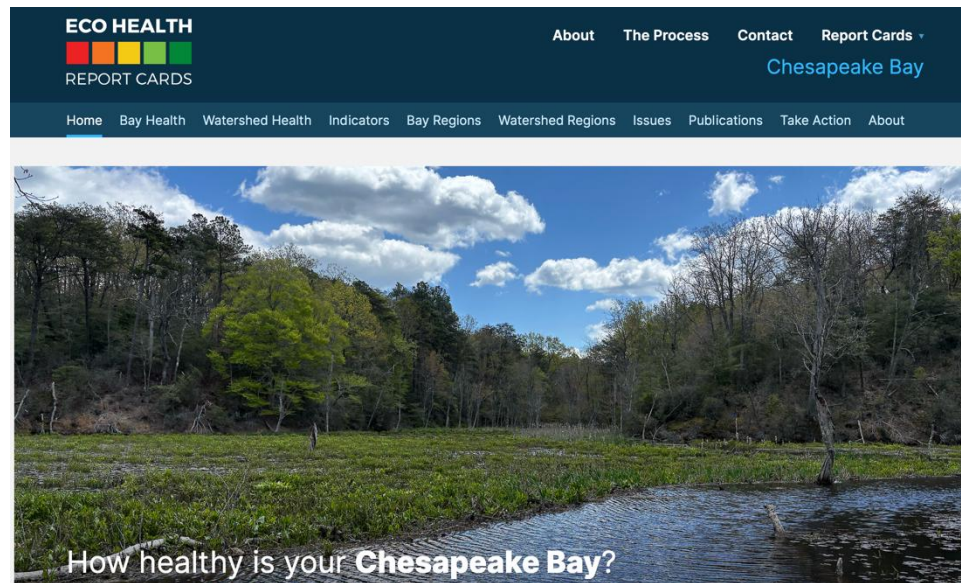 ECO HEALTH
REPORT CARDS
About The Process Contact Report Cards
Chesapeake Bay
Home Bay Health Watershed Health Indicators Bay Regions Watershed Regions Issues Publications Take Action About
How healthy is your Chesapeake Bay?